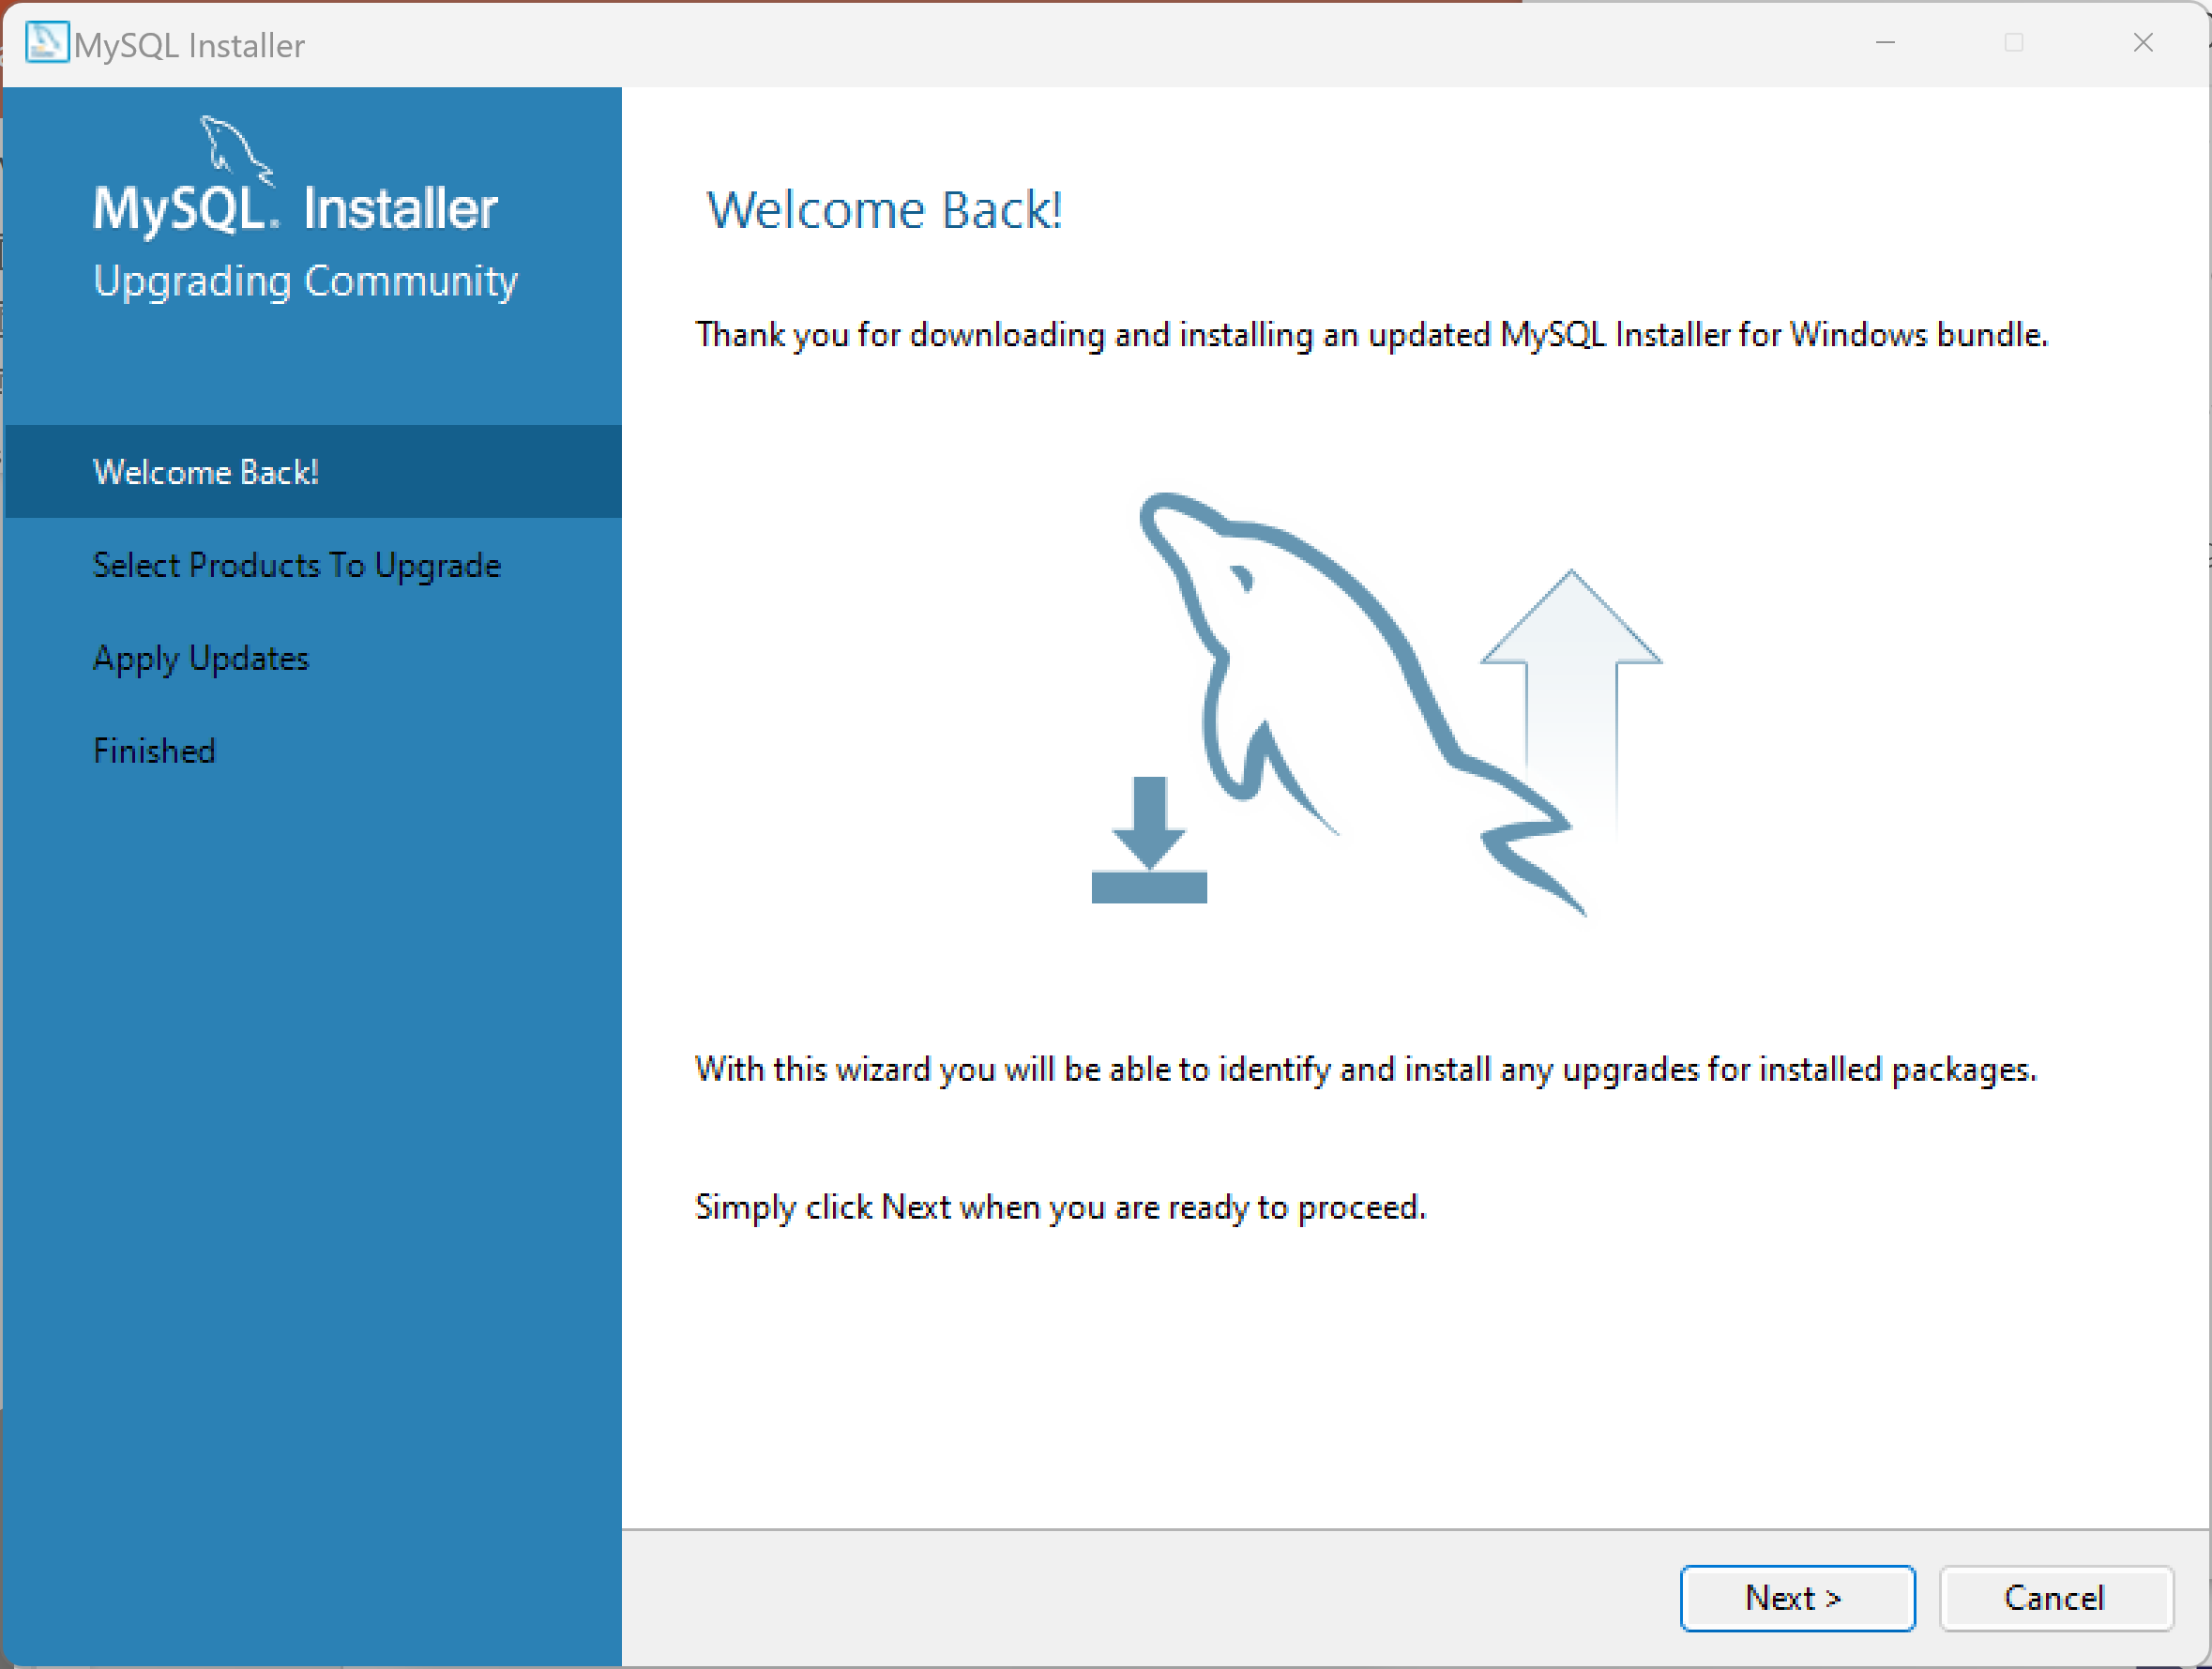 MySQL Installer
MySQL. Installer
Upgrading Community
Welcome Back!
Select Products To Upgrade
Apply Updates
Finished
Welcome Back!
Thank you for downloading and installing an updated MySQL Installer for Windows bundle.
With this wizard you will be able to identify and install any upgrades for installed packages.
Simply click Next when you are ready to proceed.
Next >
Cancel